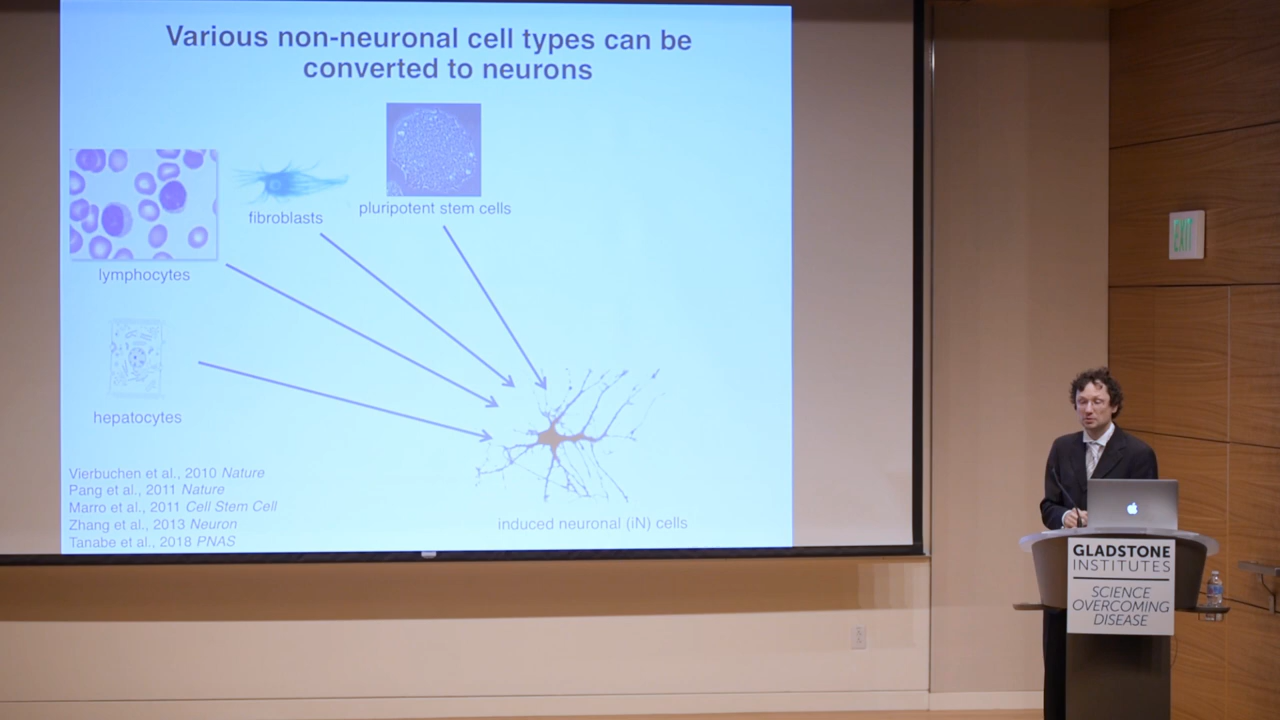 Various non-neuronal cell types can be
converted to neurons
lymphocytes
fibroblasts
pluripotent stem cells
hepatocytes
Vierbuchen et al., 2010 Nature
Pang et al., 2011 Nature
Marro et al., 2011 Cell Stem Cell
Zhang et al., 2013 Neuron
Tanabe et al., 2018 PNAS
induced neuronal (iN) cells
EXIT
GLADSTONE
INSTITUTES
SCIENCE
OVERCOMING
DISEASE